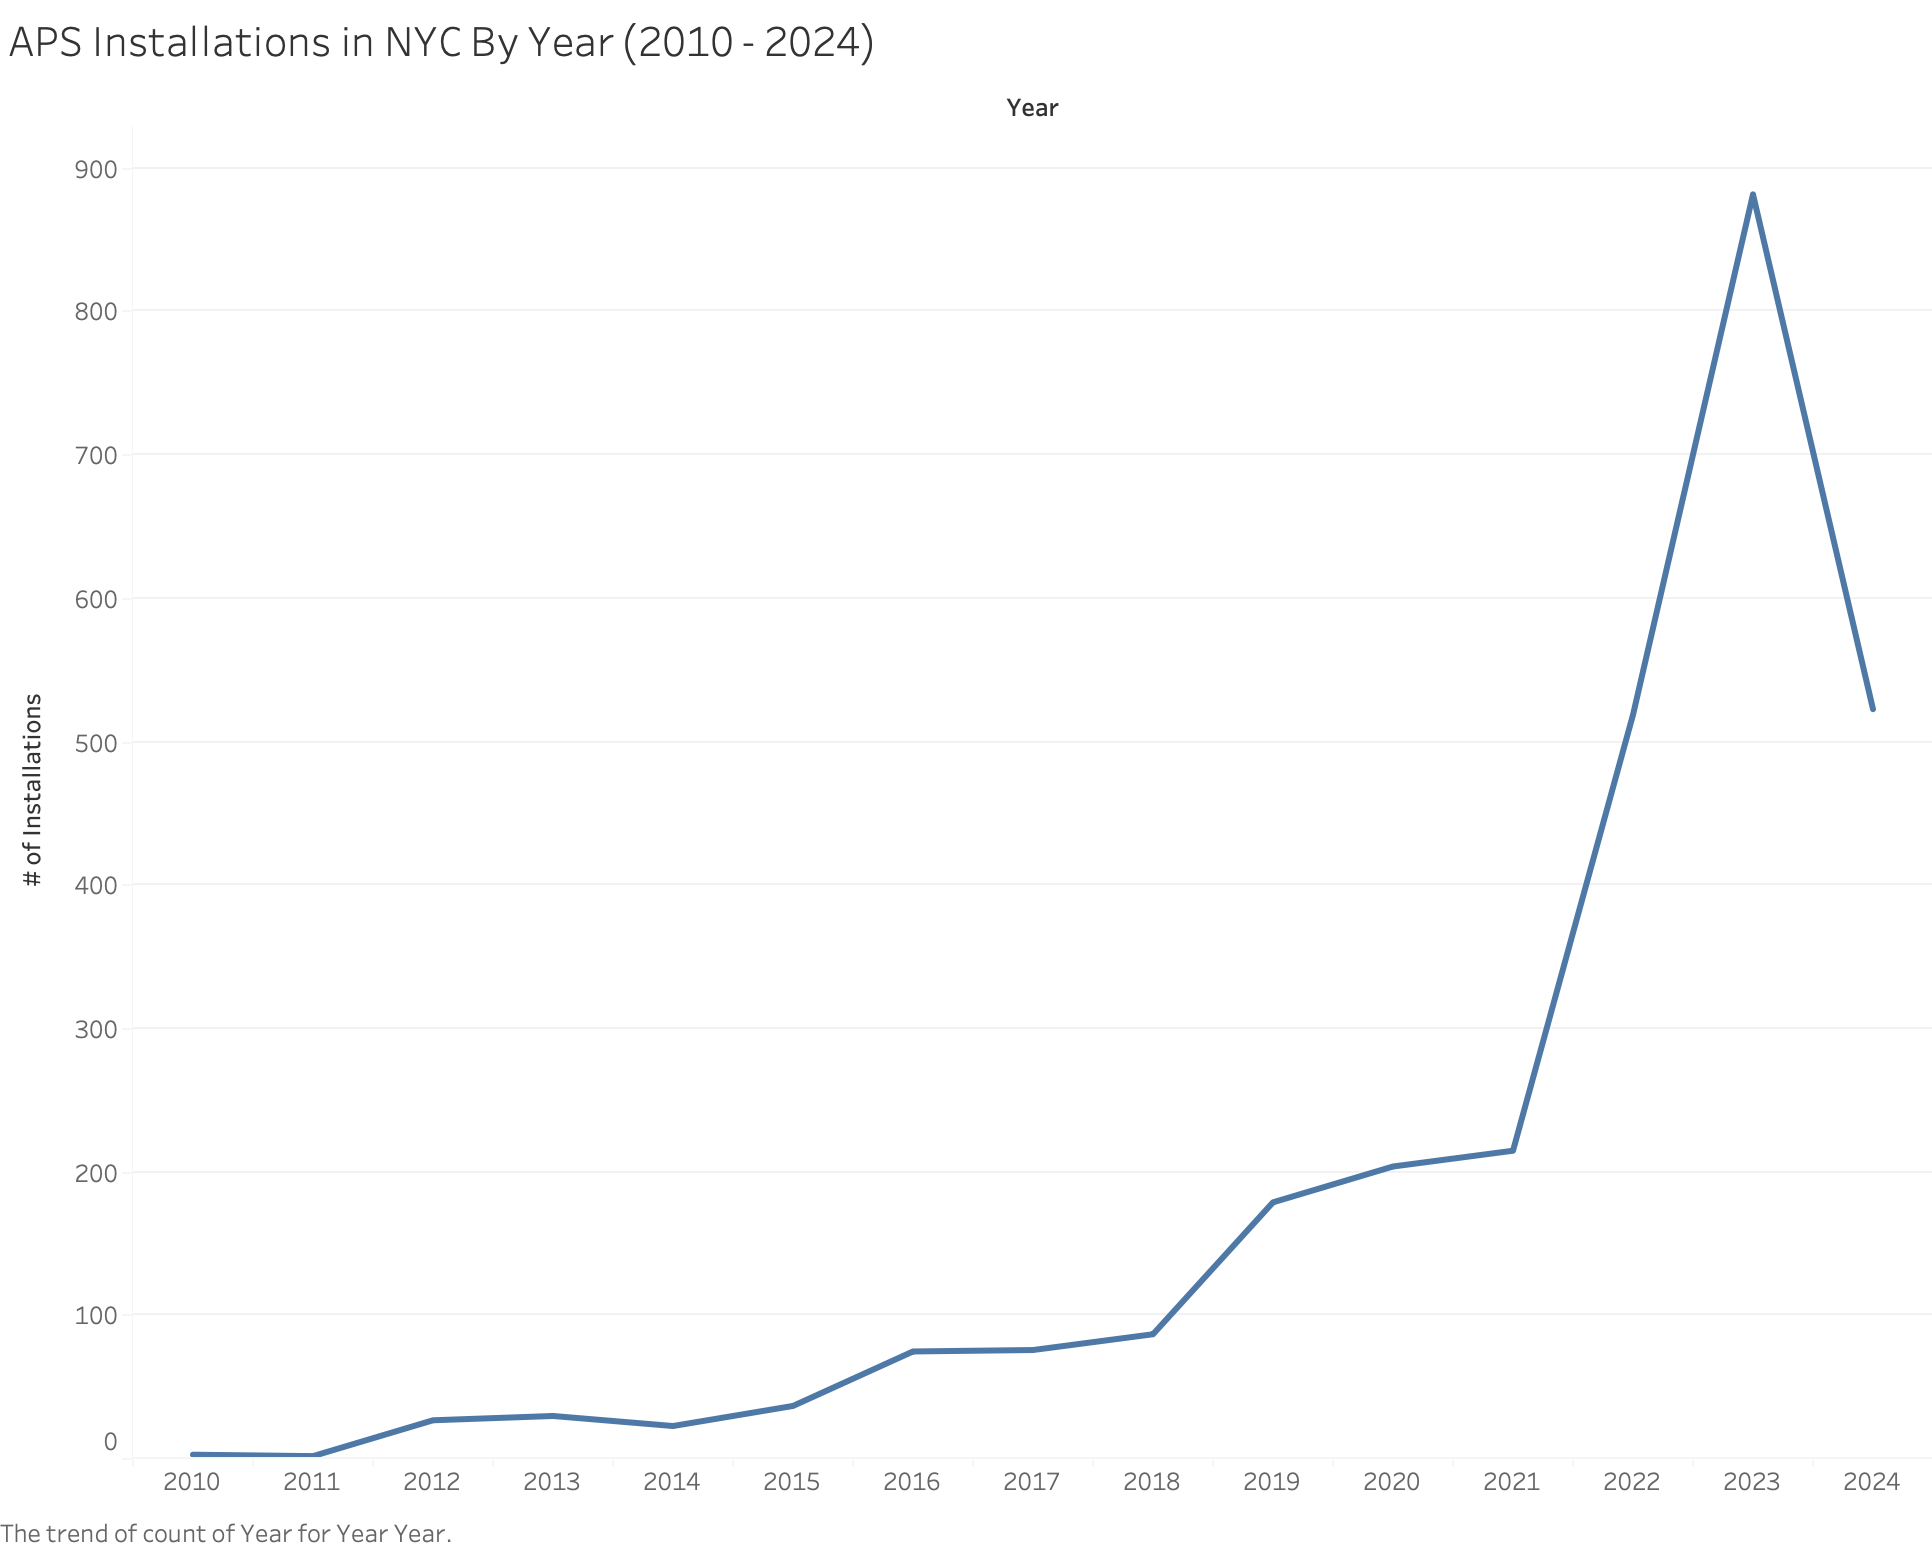 APS Installations in NYC By Year (2010 - 2024)
Year
900
800
700
600
500
400
300
200
100
0
# of Installations
2010 2011 2012 2013 2014 2015 2016 2017 2018 2019 2020 2021 2022 2023 2024
The trend of count of Year for Year Year.